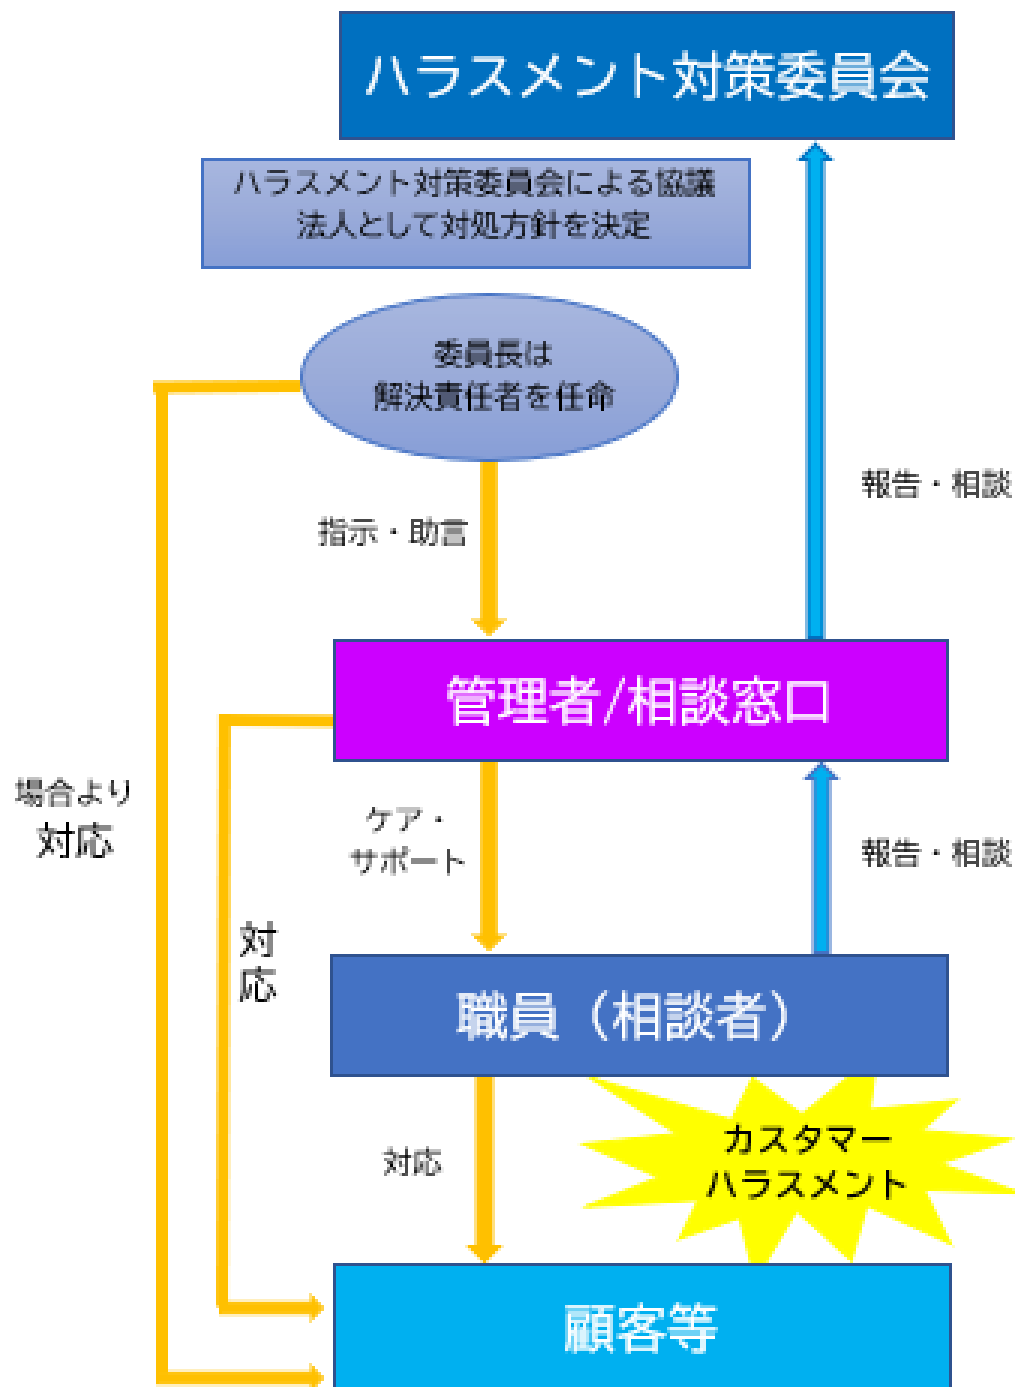 ハラスメント対策委員会
ハラスメント対策委員会による協議
法人として対処方針を決定
委員長は
解決責任者を任命
報告・相談
指示・助言
管理者/相談窓口
場合より
対応
ケア・
サポート
報告・相談
対
応
職員（相談者）
カスタマー
ハラスメント
対応
顧客等